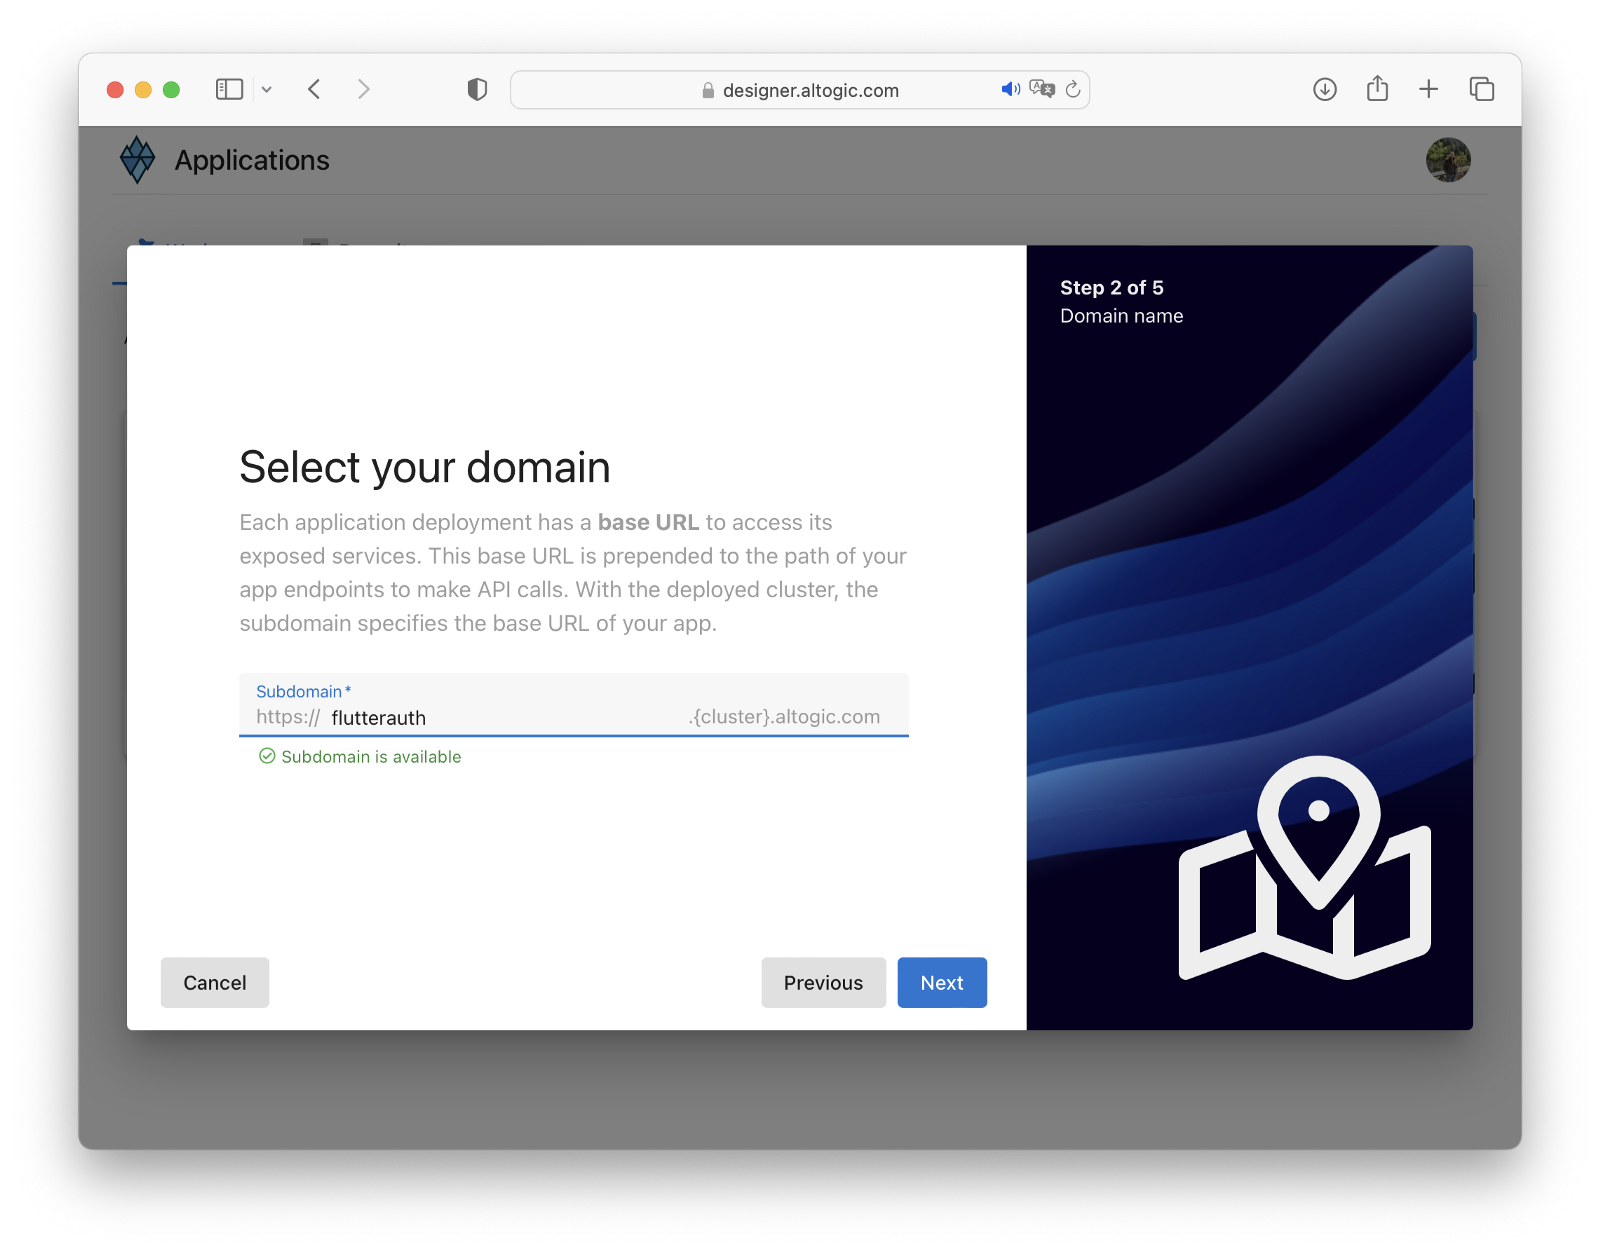 designer.altogic.com
Applications
Step 2 of 5
Domain name
Select your domain
Each application deployment has a base URL to access its
exposed services. This base URL is prepended to the path of your
app endpoints to make API calls. With the deployed cluster, the
subdomain specifies the base URL of your app.
Subdomain*
https:// flutterauth .{cluster}.altogic.com
Subdomain is available
Cancel Previous Next